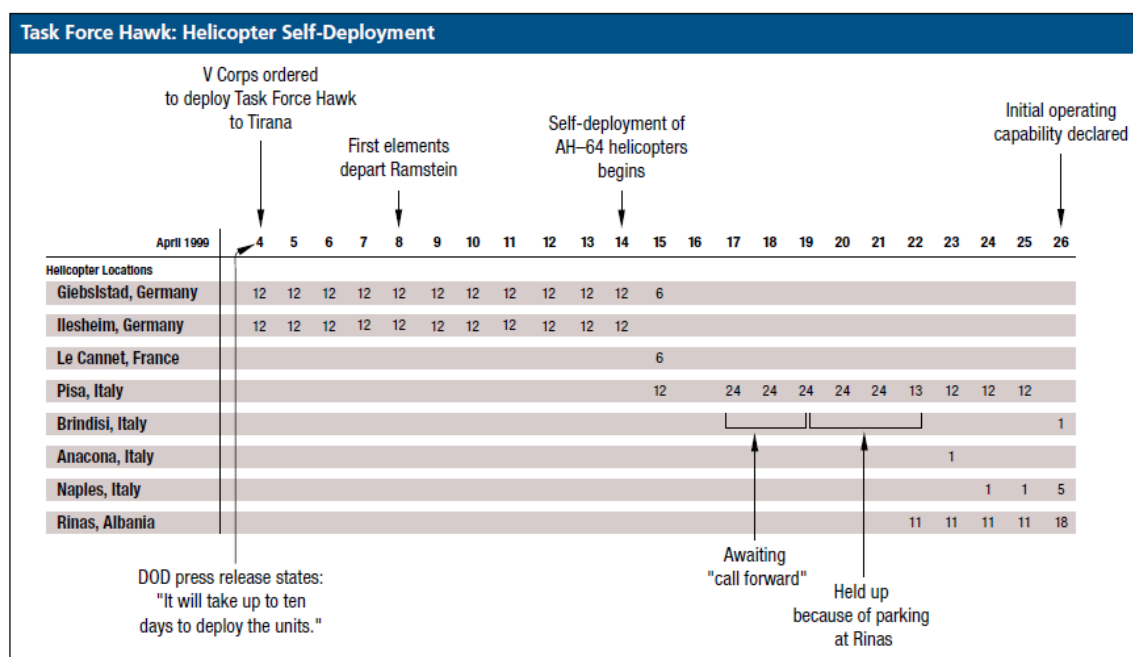 Task Force Hawk: Helicopter Self-Deployment
V Corps ordered
to deploy Task Force Hawk
to Tirana
First elements
depart Ramstein
Self-deployment of
AH–64 helicopters
begins
Initial operating
capability declared
April 1999 4 5 6 7 8 9 10 11 12 13 14 15 16 17 18 19 20 21 22 23 24 25 26
Helicopter Locations
Giebslstad, Germany 12 12 12 12 12 12 12 12 12 12 12 6
Ilesheim, Germany 12 12 12 12 12 12 12 12 12 12 12
Le Cannet, France 6
Pisa, Italy 12 24 24 24 24 24 13 12 12 12
Brindisi, Italy 1
Anacona, Italy 1
Naples, Italy 1 1 5
Rinas, Albania 11 11 11 11 18
DOD press release states:
"It will take up to ten
days to deploy the units."
Awaiting
"call forward"
Held up
because of parking
at Rinas